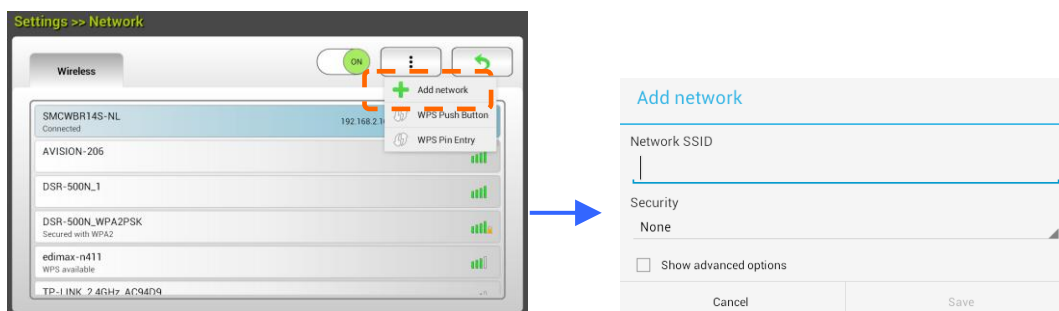 Settings >> Network
Wireless
ON
Add network
WPS Push Button
WPS Pin Entry
SMCWBR14S-NL
Connected
192.168.2.1
AVISION-206
DSR-500N_1
DSR-500N_WPA2PSK
Secured with WPA2
edimax-n411
WPS available
TP-LINK_2.4GHz_AC94D9
Add network
Network SSID
Security
None
Show advanced options
Cancel
Save